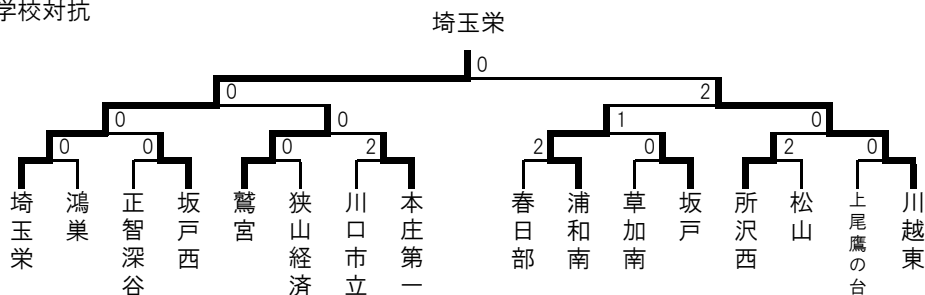 学校対抗
埼玉栄
0
0 2
0 0 1 0
0 0 0 2 2 0 2 0
埼玉栄 鴻巣 正智深谷 坂戸西 鷲宮 狭山経済 川口市立 本庄第一 春日部 浦和南 草加南 坂戸 所沢西 松山 上尾鷹の台 川越東